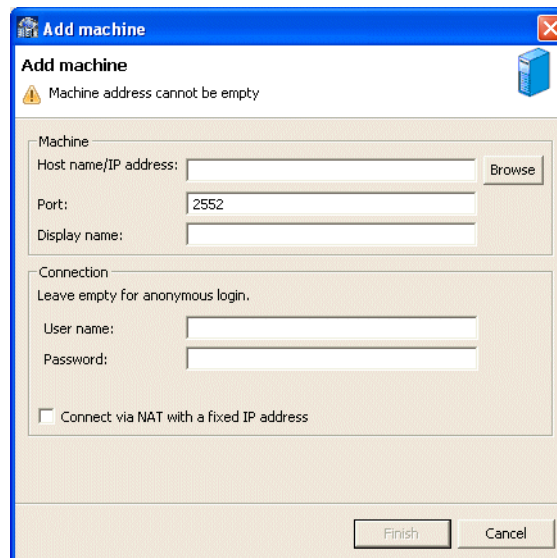 Add machine
Add machine
Machine address cannot be empty
Machine
Host name/IP address:
Browse
Port:
2552
Display name:
Connection
Leave empty for anonymous login.
User name:
Password:
Connect via NAT with a fixed IP address
Finish
Cancel